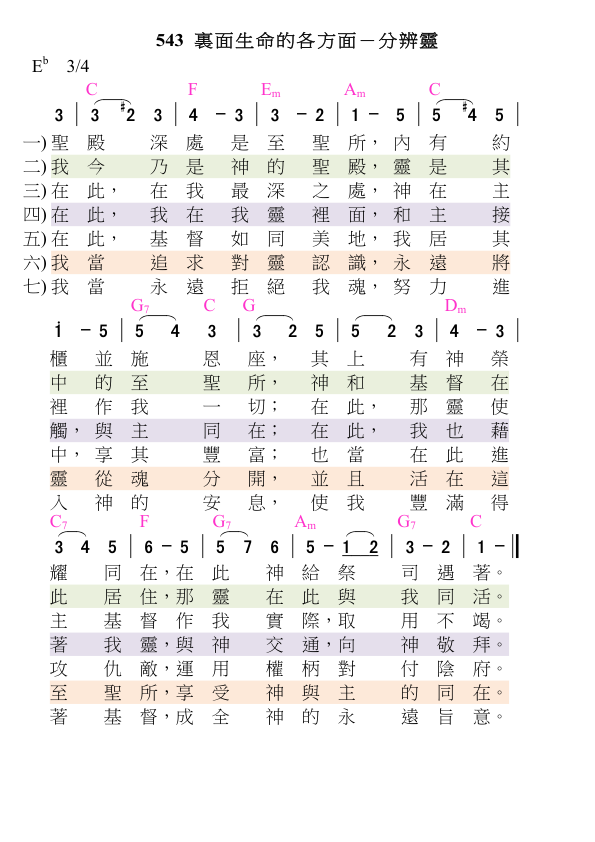 543 裏面生命的各方面－分辨靈
E♭ 3/4
C F Em Am C
3 | 3 ♯2 3 | 4 - 3 | 3 - 2 | 1 - 5 | 5 ♯4 5 |
一) 聖 殿 深 處 是 至 聖 所， 內 有 約
二) 我 今 乃 是 神 的 聖 殿， 靈 是 其
三) 在 此， 在 我 最 深 之 處， 神 在 主
四) 在 此， 我 在 我 靈 裡 面， 和 主 接
五) 在 此， 基 督 如 同 美 地， 我 居 其
六) 我 當 追 求 對 靈 認 識， 永 遠 將
七) 我 當 永 遠 拒 絕 我 魂， 努 力 進
G7 C G Dm
i - 5 | 5 4 3 | 3 2 5 | 5 2 3 | 4 - 3 |
櫃 並 施 恩 座， 其 上 有 神 榮
中 的 至 聖 所， 神 和 基 督 在
裡 作 我 一 切； 在 此， 那 靈 使
觸， 與 主 同 在； 在 此， 我 也 藉
中， 享 其 豐 富； 也 當 在 此 進
靈 從 魂 分 開， 並 且 活 在 這
入 神 的 安 息， 使 我 豐 滿 得
C7 F G7 Am G7 C
3 4 5 | 6 - 5 | 5 7 6 | 5 - 1 2 | 3 - 2 | 1 - ||
耀 同 在，在 此 神 給 祭 司 遇 著。
此 居 住，那 靈 在 此 與 我 同 活。
主 基 督 作 我 實 際，取 用 不 竭。
著 我 靈，與 神 交 通，向 神 敬 拜。
攻 仇 敵，運 用 權 柄 對 付 陰 府。
至 聖 所，享 受 神 與 主 的 同 在。
著 基 督，成 全 神 的 永 遠 旨 意。